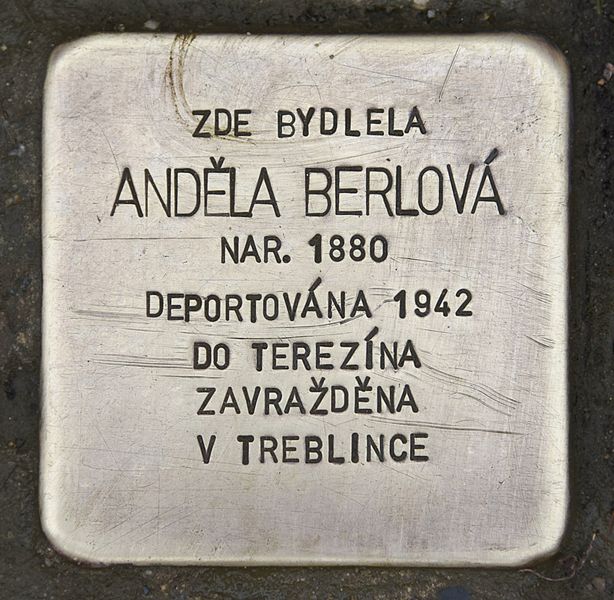 ZDE BYDLELA
ANDĚLA BERLOVÁ
NAR. 1880
DEPORTOVÁNA 1942
DO TEREZÍNA
ZAVRAŽDĚNA
V TREBLINCE